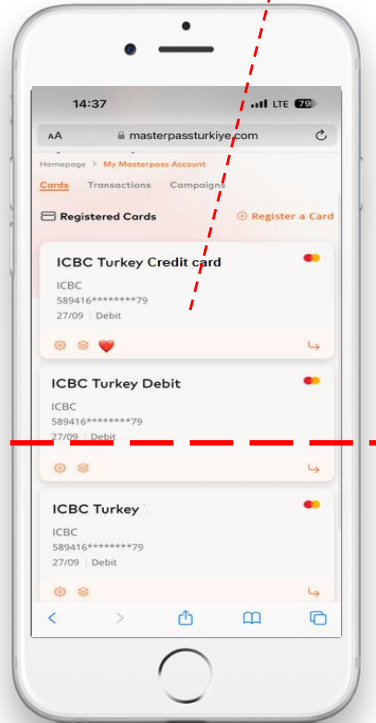 14:37
LTE 79
AA masterpassturkiye.com
Homepage > My Masterpass Account
Cards Transactions Campaigns
Registered Cards Register a Card
ICBC Turkey Credit card
ICBC
589416********79
27/09 | Debit
ICBC Turkey Debit
ICBC
589416********79
27/09 | Debit
ICBC Turkey
ICBC
589416********79
27/09 | Debit